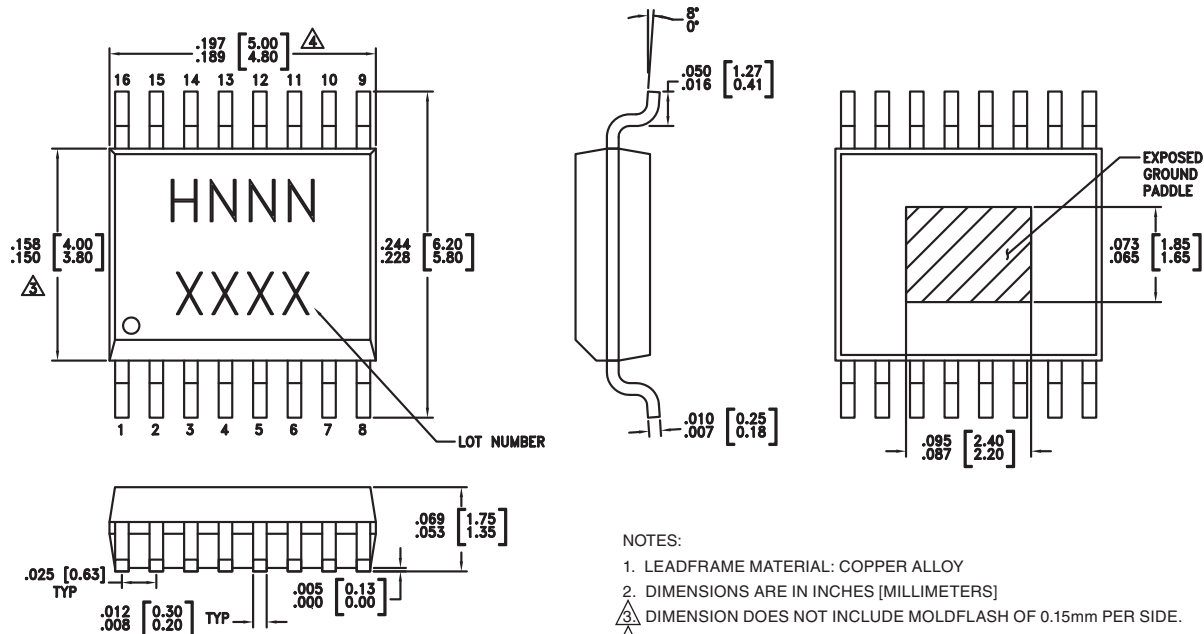 .197 [5.00] 4
.189 [4.80]
16 15 14 13 12 11 10 9
HNNN
XXXX
.158 [4.00]
.150 [3.80]
3
.244 [6.20]
.228 [5.80]
1 2 3 4 5 6 7 8
LOT NUMBER
8°
0°
.050 [1.27]
.016 [0.41]
.010 [0.25]
.007 [0.18]
EXPOSED
GROUND
PADDLE
.073 [1.85]
.065 [1.65]
.095 [2.40]
.087 [2.20]
.069 [1.75]
.053 [1.35]
.025 [0.63]
TYP
.012 [0.30]
.008 [0.20]
TYP
.005 [0.13]
.000 [0.00]
NOTES:
1. LEADFRAME MATERIAL: COPPER ALLOY
2. DIMENSIONS ARE IN INCHES [MILLIMETERS]
3. DIMENSION DOES NOT INCLUDE MOLDFLASH OF 0.15mm PER SIDE.